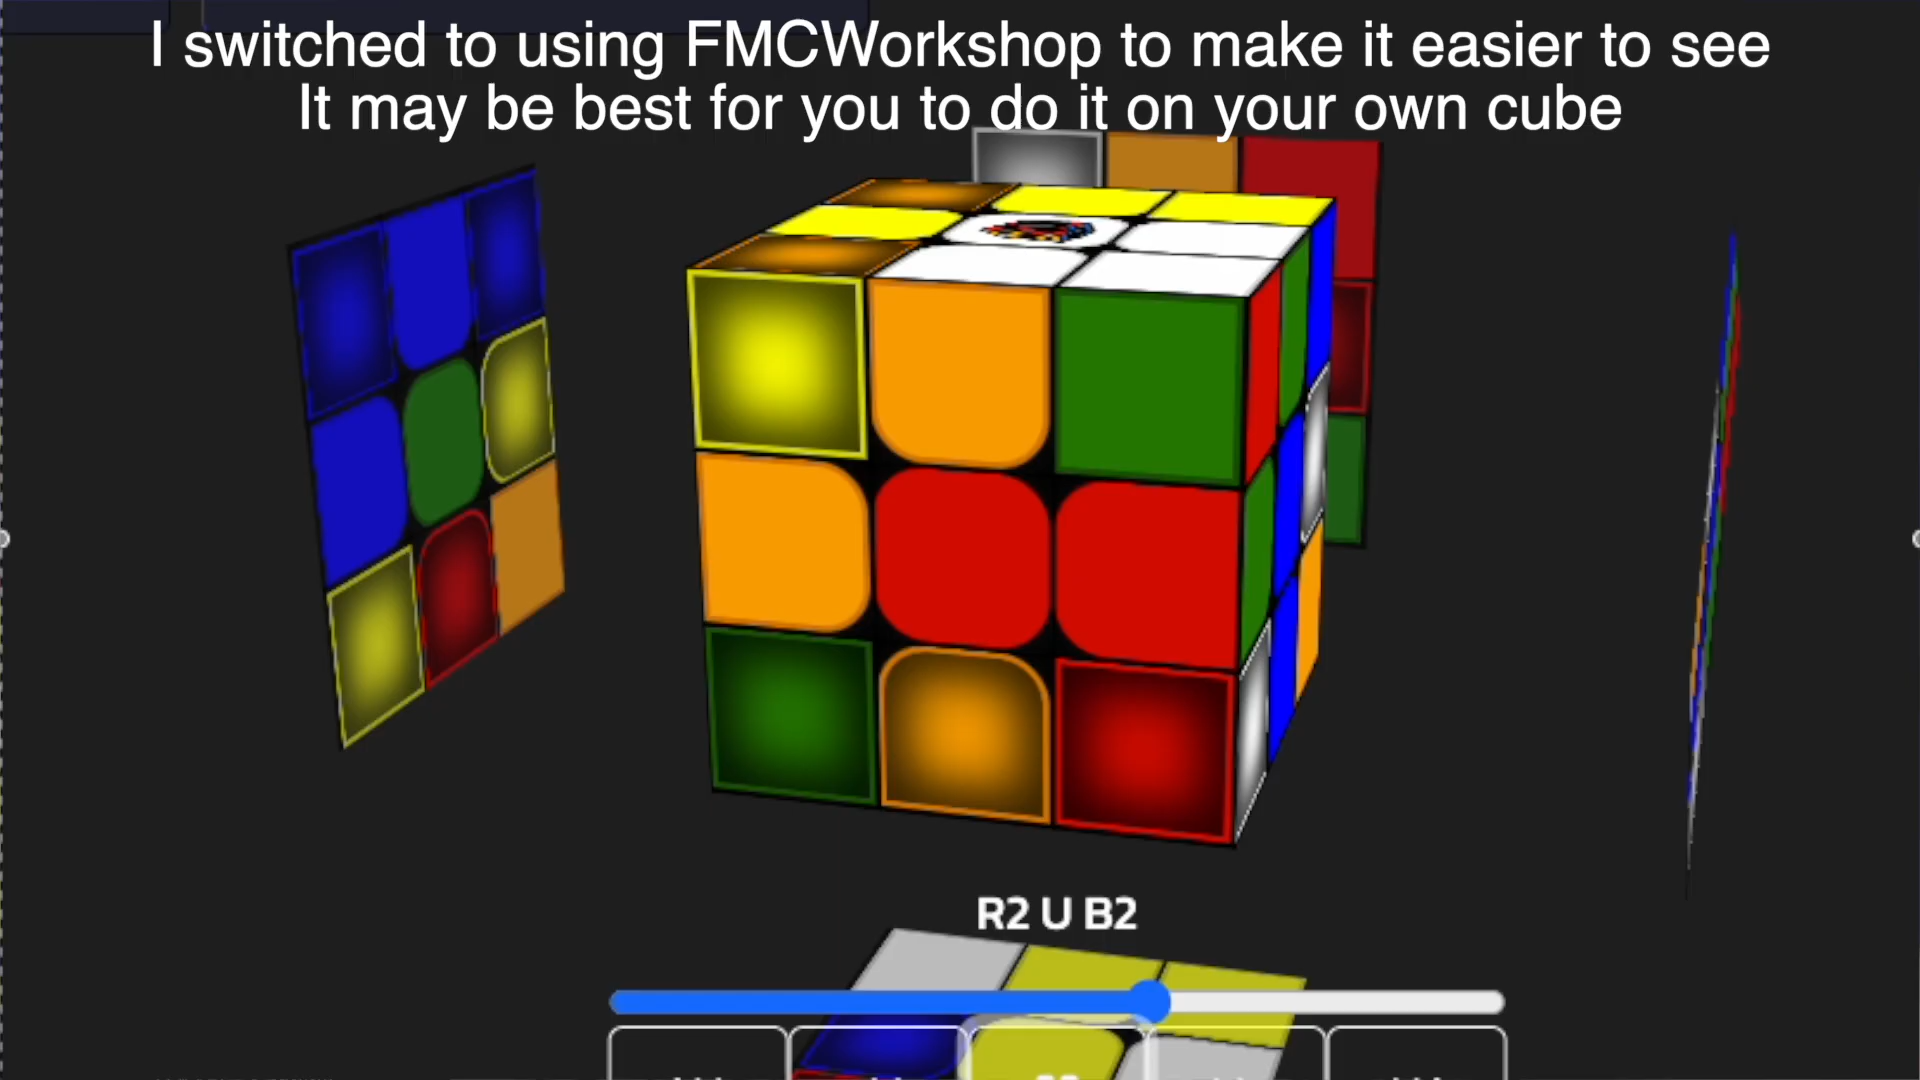 I switched to using FMCWorkshop to make it easier to see
It may be best for you to do it on your own cube
R2 U B2